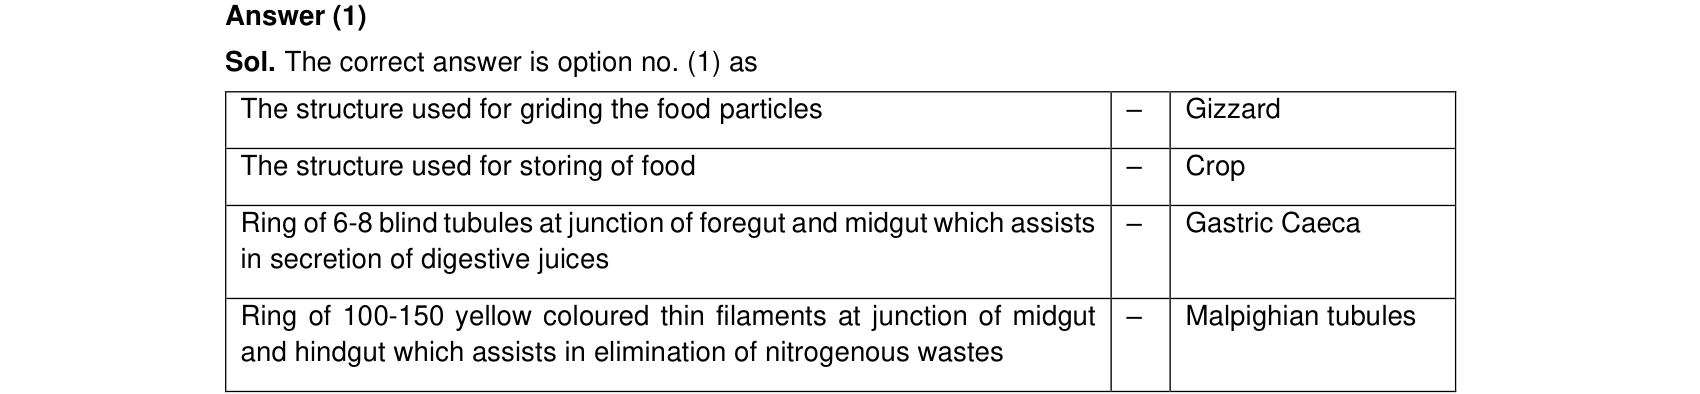 Answer (1)
Sol. The correct answer is option no. (1) as
The structure used for griding the food particles – Gizzard
The structure used for storing of food – Crop
Ring of 6-8 blind tubules at junction of foregut and midgut which assists – Gastric Caeca
in secretion of digestive juices
Ring of 100-150 yellow coloured thin filaments at junction of midgut – Malpighian tubules
and hindgut which assists in elimination of nitrogenous wastes